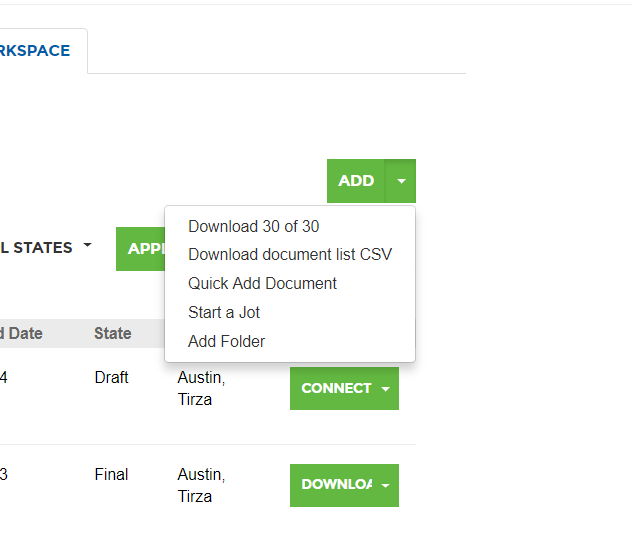 RKSPACE
ADD
Download 30 of 30
L STATES
APPI
Download document list CSV
Quick Add Document
Start a Jot
Add Folder
d Date
State
4
Draft
Austin,
Tirza
CONNECT
3
Final
Austin,
Tirza
DOWNLOA